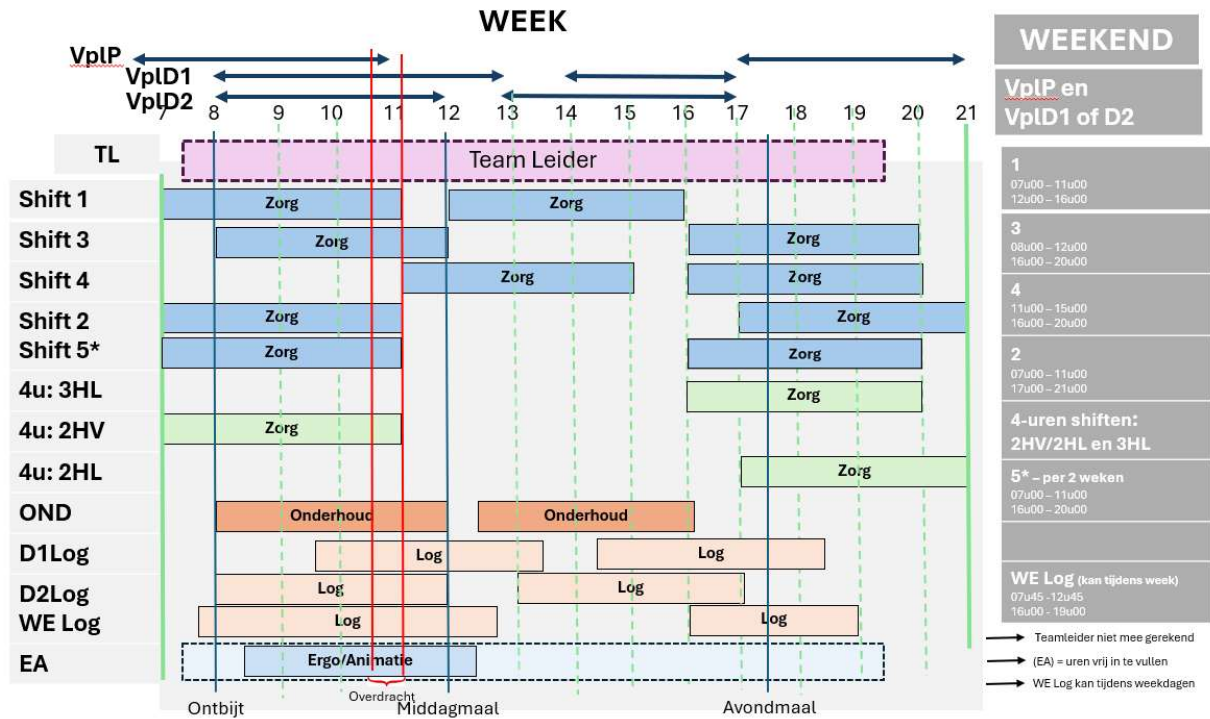 WEEK
VplP
VplD1
VplD2
7 8 9 10 11 12 13 14 15 16 17 18 19 20 21
TL
Team Leider
Shift 1
Zorg
Zorg
Shift 3
Zorg
Zorg
Shift 4
Zorg
Zorg
Shift 2
Zorg
Zorg
Shift 5*
Zorg
Zorg
4u: 3HL
Zorg
4u: 2HV
Zorg
4u: 2HL
Zorg
OND
Onderhoud
Onderhoud
D1Log
Log
Log
D2Log
Log
Log
WE Log
Log
Log
EA
Ergo/Animatie
Overdracht
Ontbijt
Middagmaal
Avondmaal
WEEKEND
VplP en
VplD1 of D2
1
07u00 – 11u00
12u00 – 16u00
3
08u00 – 12u00
16u00 – 20u00
4
11u00 – 15u00
16u00 – 20u00
2
07u00 – 11u00
17u00 – 21u00
4-uren shiften:
2HV/2HL en 3HL
5* – per 2 weken
07u00 – 11u00
16u00 – 20u00
WE Log (kan tijdens week)
07u45 -12u45
16u00 - 19u00
Teamleider niet mee gerekend
(EA) = uren vrij in te vullen
WE Log kan tijdens weekdagen